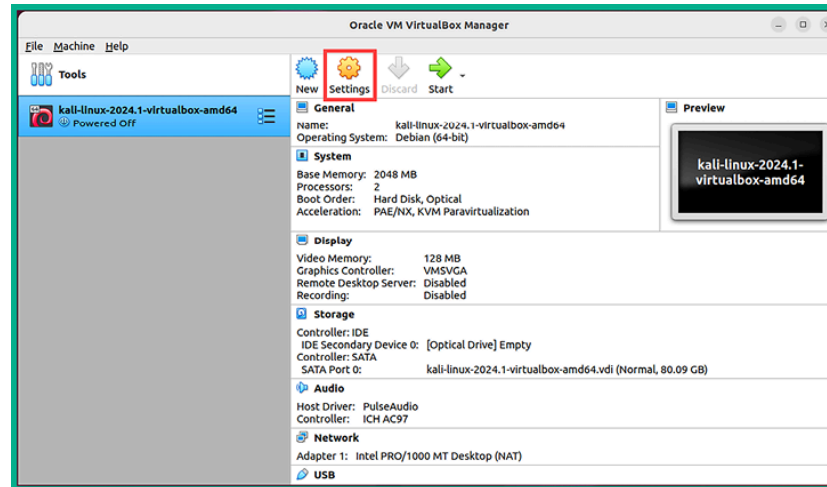 Oracle VM VirtualBox Manager
File Machine Help
Tools
New Settings Discard Start
kali-linux-2024.1-virtualbox-amd64
Powered Off
General
Name: kali-linux-2024.1-virtualbox-amd64
Operating System: Debian (64-bit)
Preview
kali-linux-2024.1-
virtualbox-amd64
System
Base Memory: 2048 MB
Processors: 2
Boot Order: Hard Disk, Optical
Acceleration: PAE/NX, KVM Paravirtualization
Display
Video Memory: 128 MB
Graphics Controller: VMSVGA
Remote Desktop Server: Disabled
Recording: Disabled
Storage
Controller: IDE
IDE Secondary Device 0: [Optical Drive] Empty
Controller: SATA
SATA Port 0: kali-linux-2024.1-virtualbox-amd64.vdi (Normal, 80.09 GB)
Audio
Host Driver: PulseAudio
Controller: ICH AC97
Network
Adapter 1: Intel PRO/1000 MT Desktop (NAT)
USB